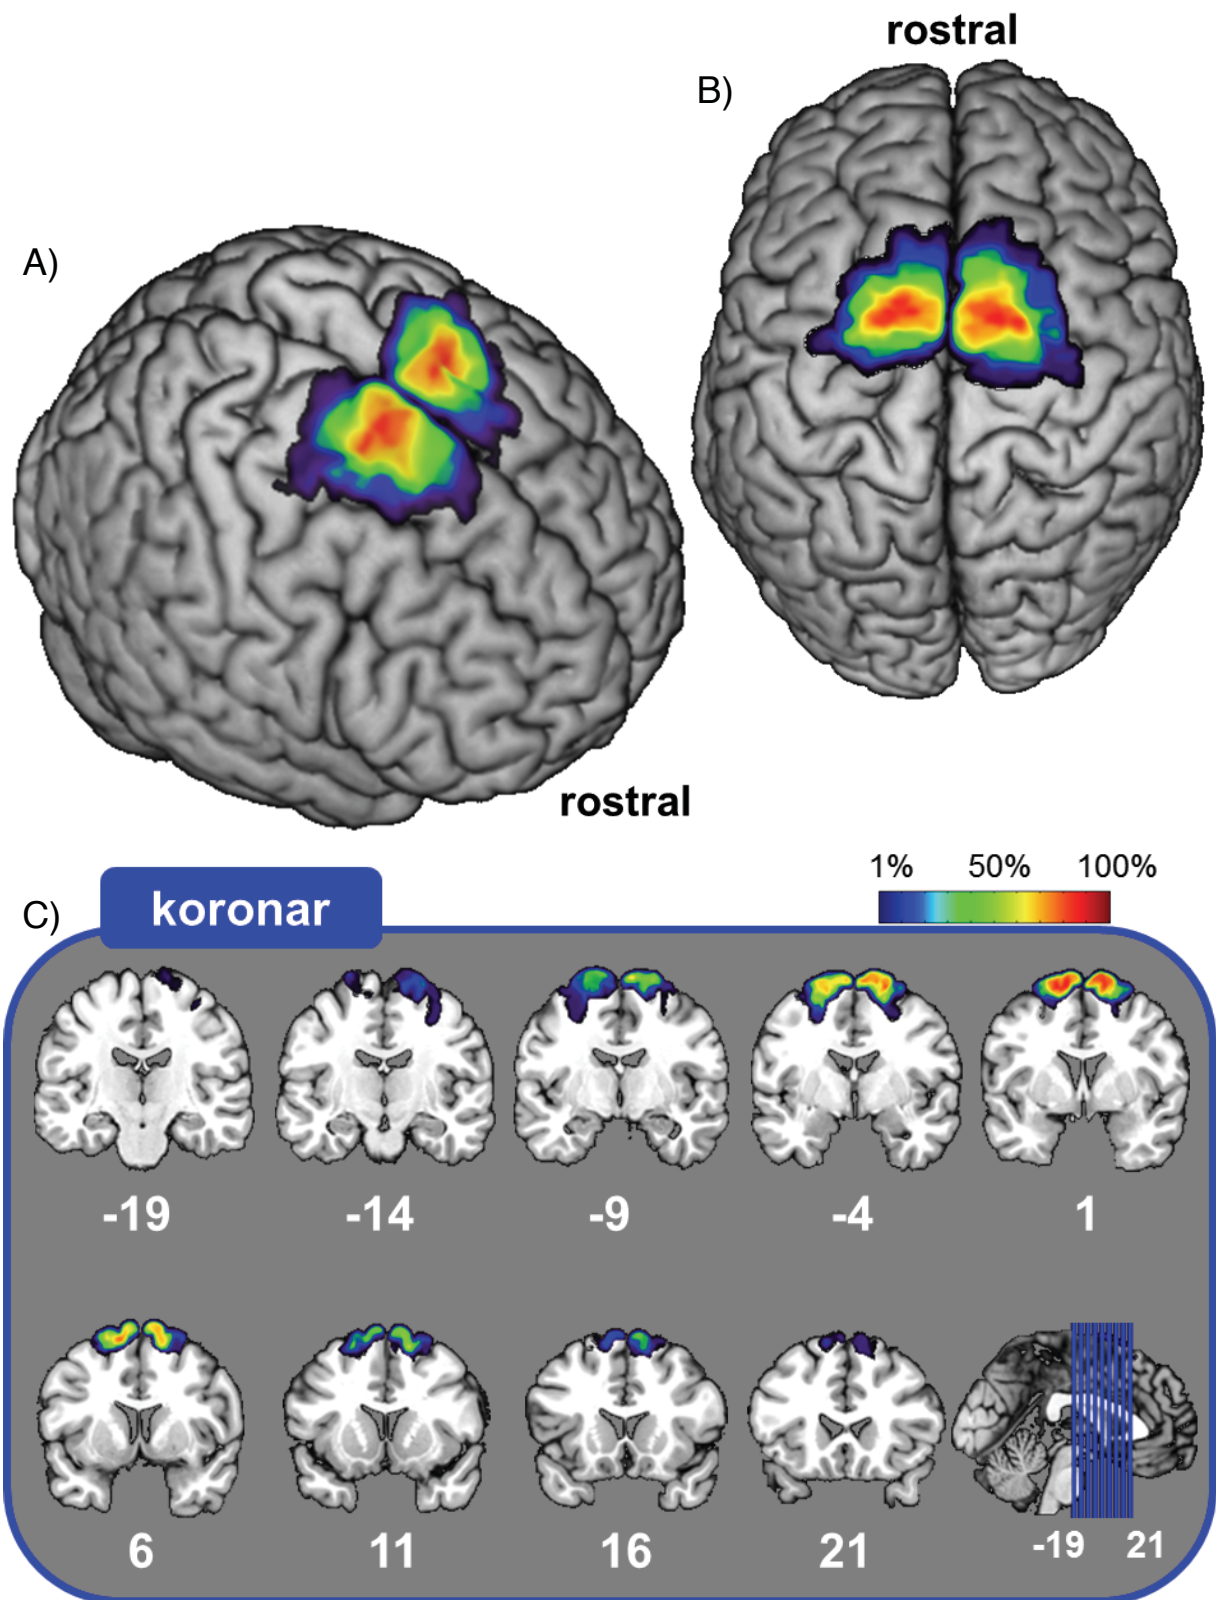 rostral
B)
A)
rostral
1% 50% 100%
C) koronar
-19 -14 -9 -4 1
6 11 16 21 -19 21